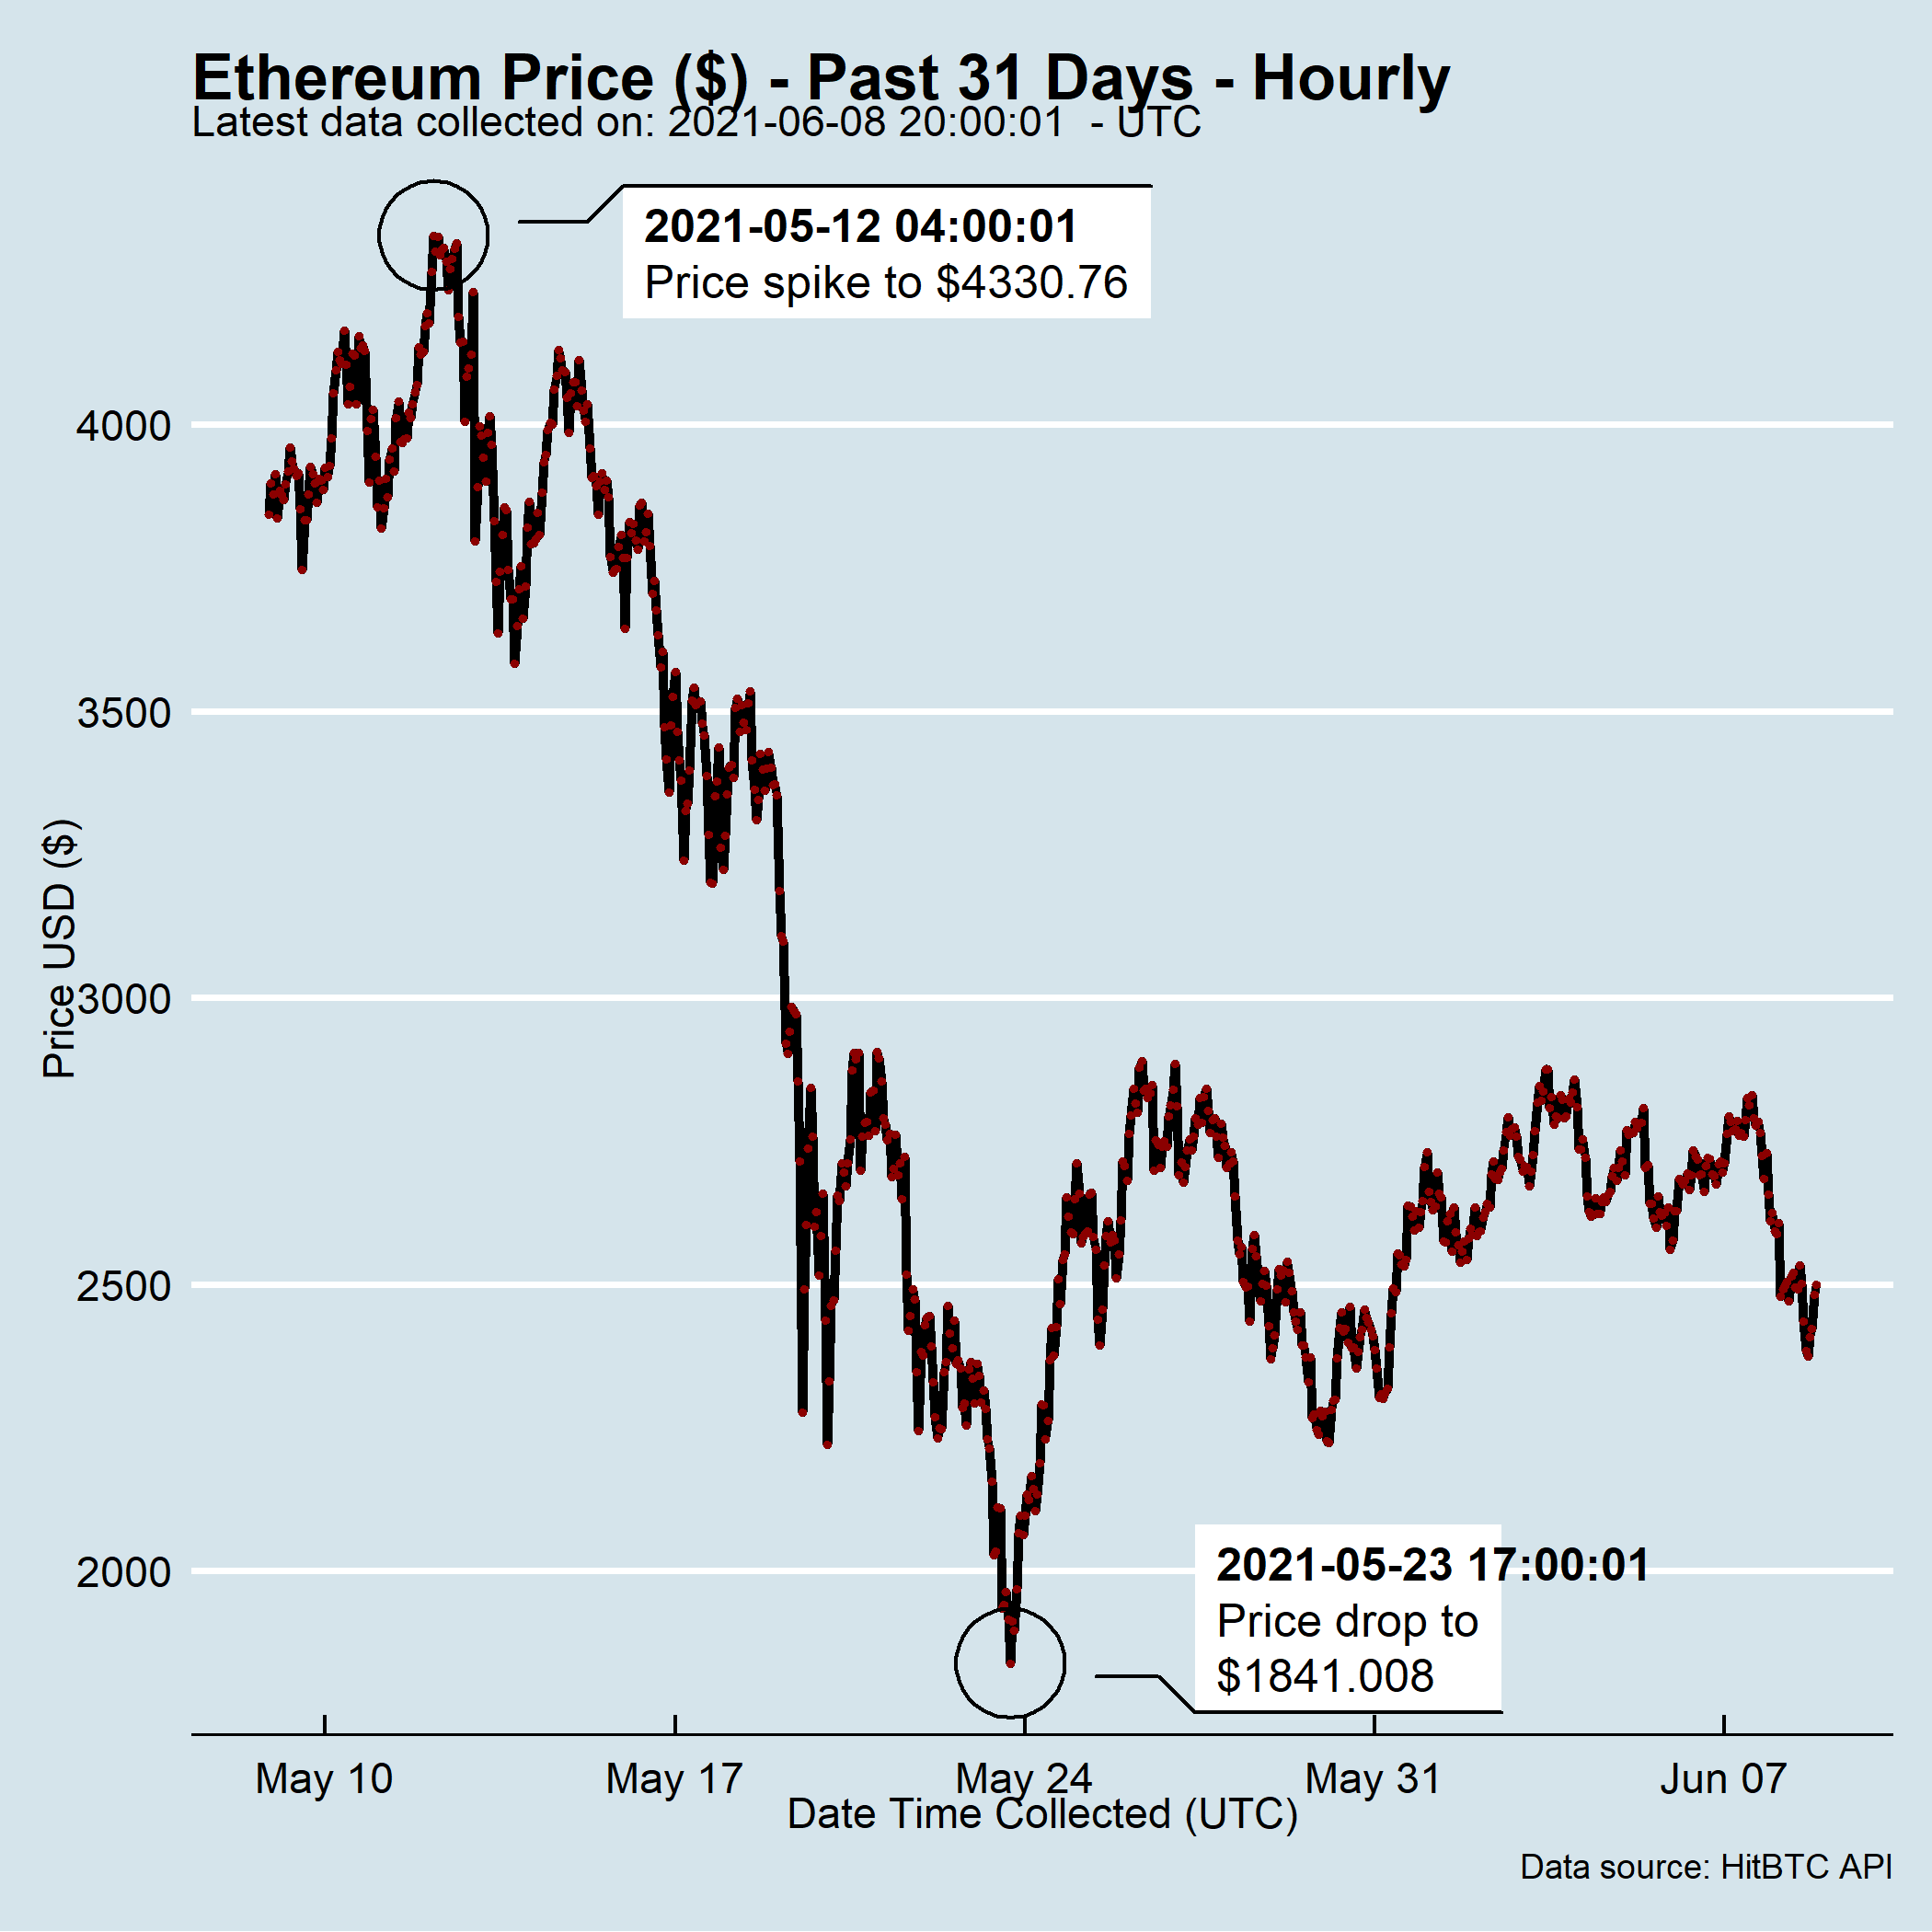 Ethereum Price ($) - Past 31 Days - Hourly
Latest data collected on: 2021-06-08 20:00:01  - UTC
2021-05-12 04:00:01
Price spike to $4330.76
4000
3500
3000
2500
2000
Price USD ($)
2021-05-23 17:00:01
Price drop to
$1841.008
May 10
May 17
May 24
May 31
Jun 07
Date Time Collected (UTC)
Data source: HitBTC API